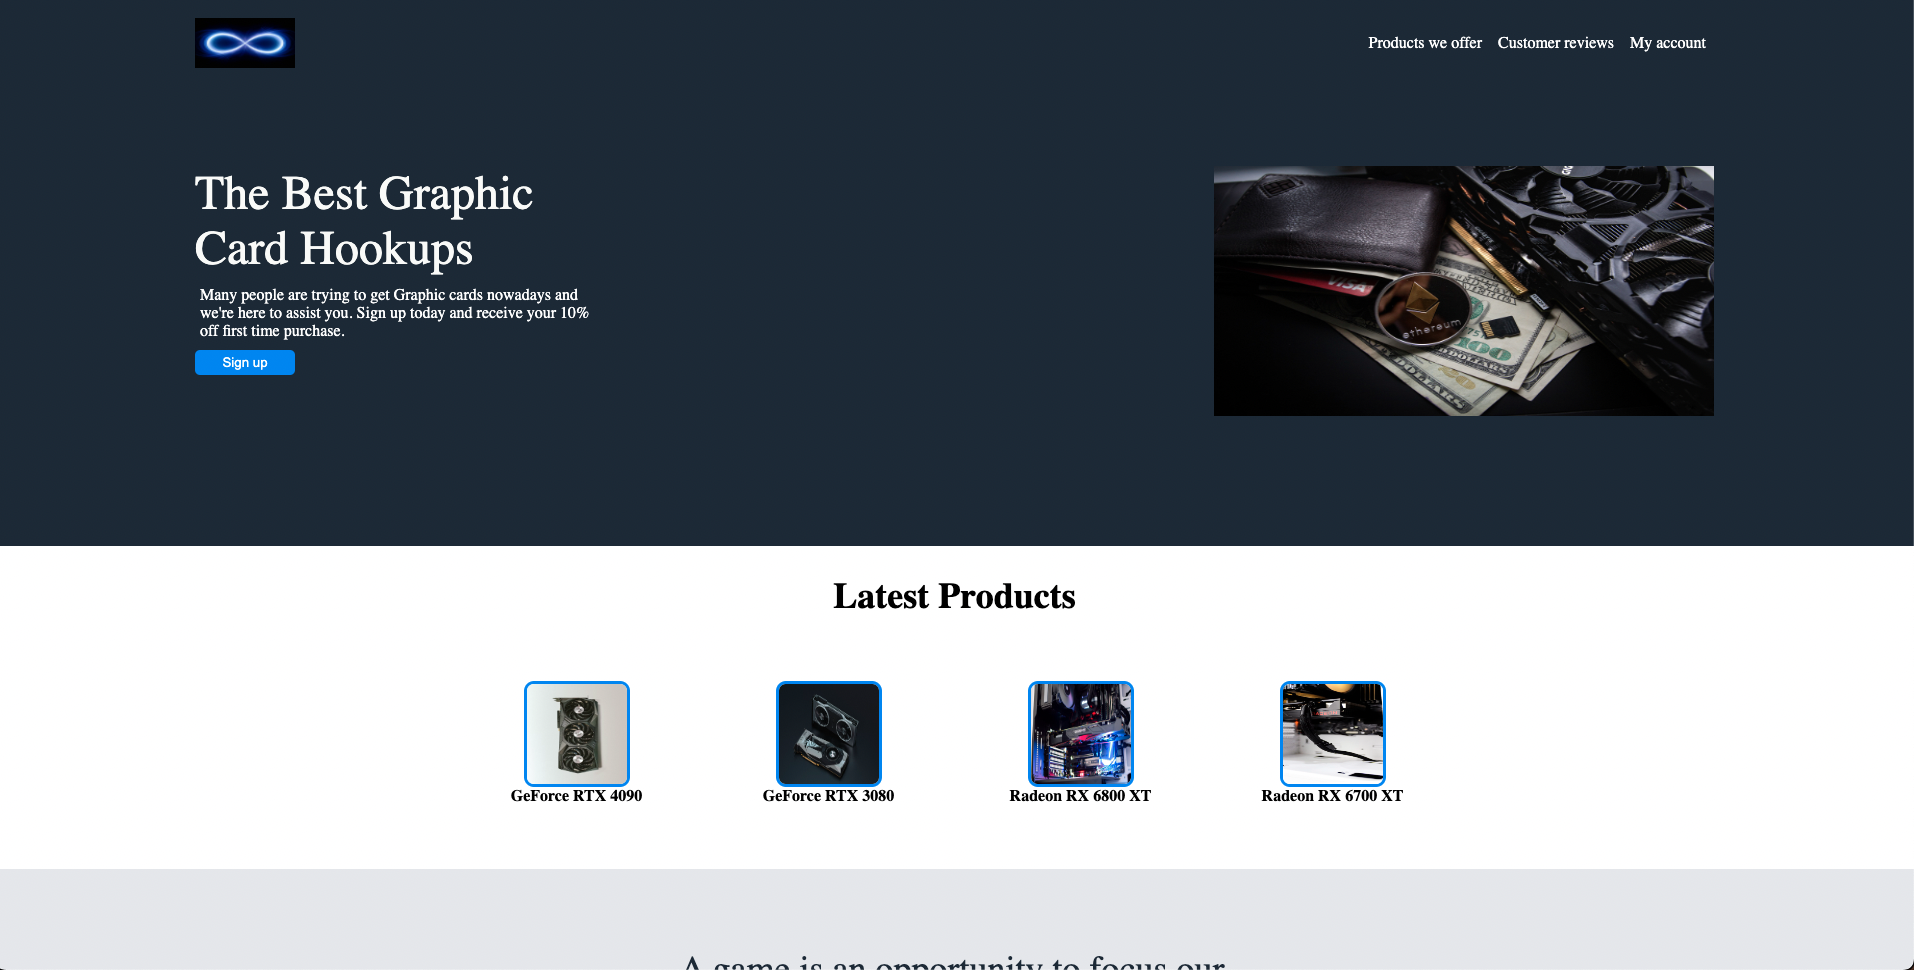 Products we offer Customer reviews My account
The Best Graphic
Card Hookups
Many people are trying to get Graphic cards nowadays and
we're here to assist you. Sign up today and receive your 10%
off first time purchase.
Sign up
VISA
ethereum
100
Latest Products
GeForce RTX 4090
GeForce RTX 3080
Radeon RX 6800 XT
Radeon RX 6700 XT
A game is an opportunity to focus our